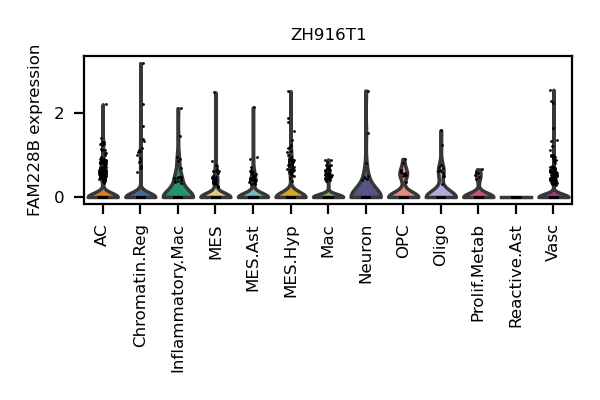 ZH916T1
FAM228B expression
2
0
AC
Chromatin.Reg
Inflammatory.Mac
MES
MES.Ast
MES.Hyp
Mac
Neuron
OPC
Oligo
Prolif.Metab
Reactive.Ast
Vasc